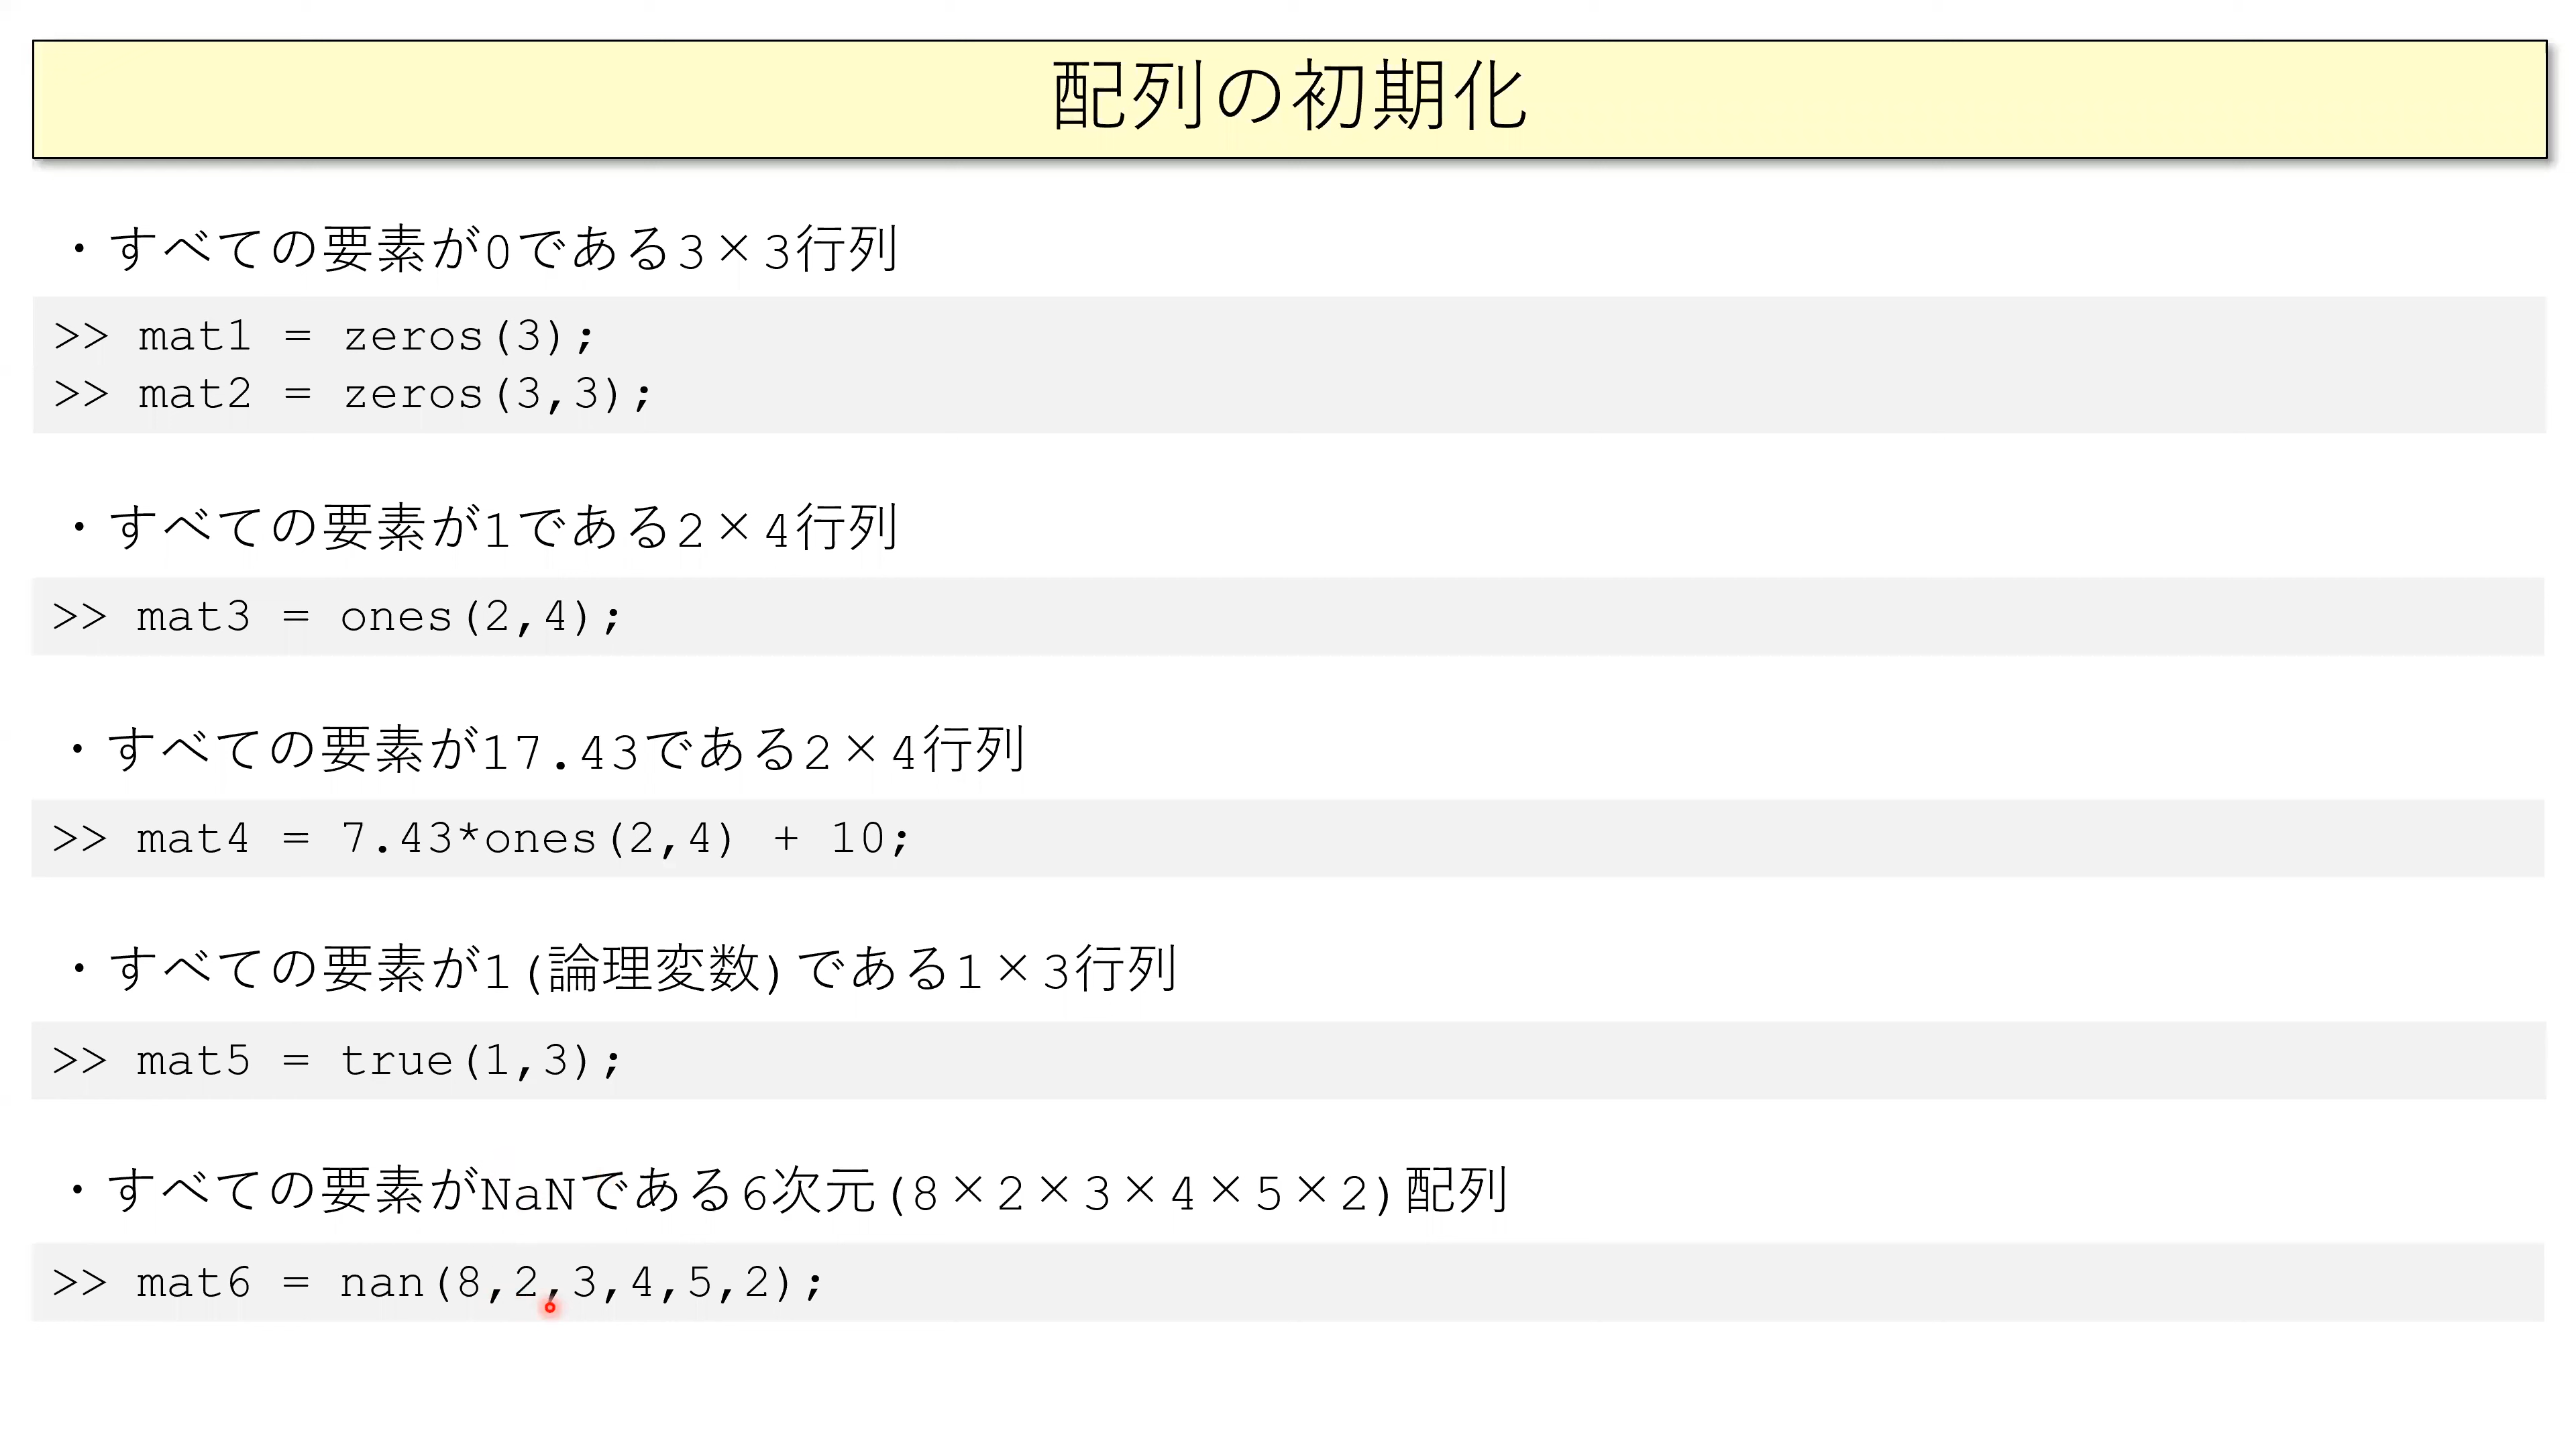 配列の初期化
・すべての要素が0である3×3行列
>> mat1 = zeros(3);
>> mat2 = zeros(3,3);
・すべての要素が1である2×4行列
>> mat3 = ones(2,4);
・すべての要素が17.43である2×4行列
>> mat4 = 7.43*ones(2,4) + 10;
・すべての要素が1(論理変数)である1×3行列
>> mat5 = true(1,3);
・すべての要素がNaNである6次元(8×2×3×4×5×2)配列
>> mat6 = nan(8,2,3,4,5,2);